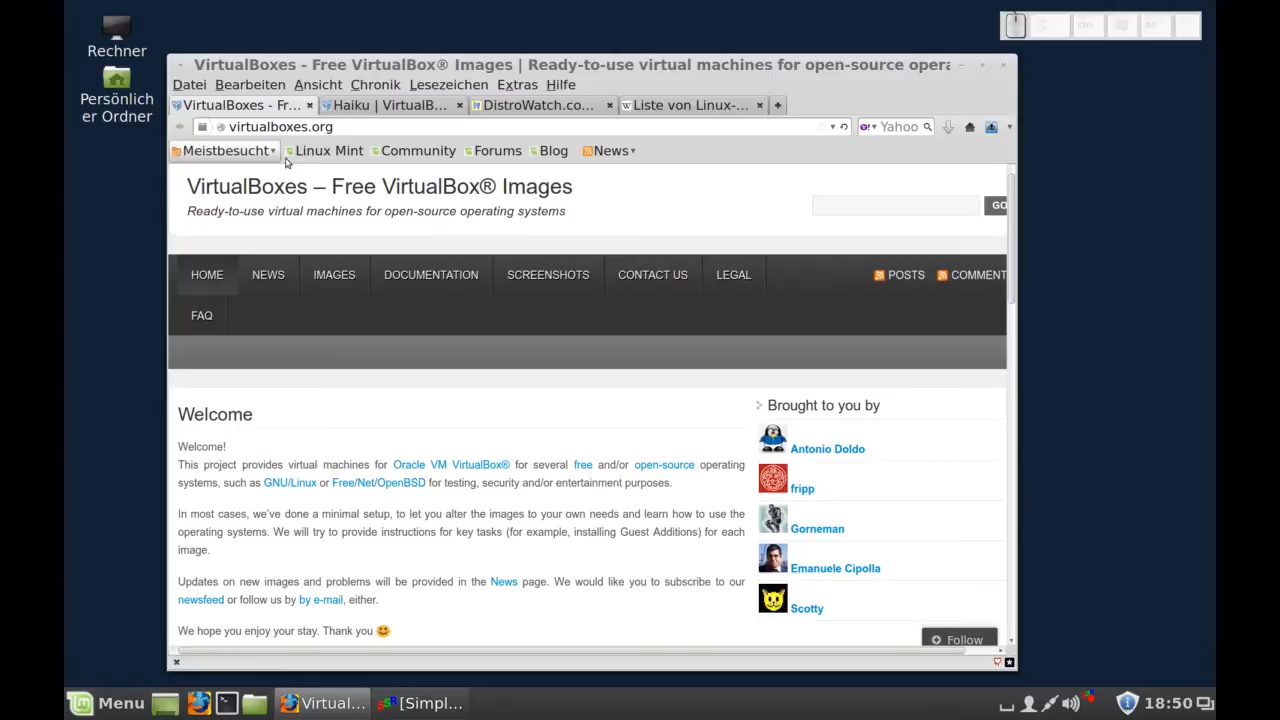 Rechner
Persönlich
er Ordner
VirtualBoxes - Free VirtualBox® Images | Ready-to-use virtual machines for open-source opera
Datei Bearbeiten Ansicht Chronik Lesezeichen Extras Hilfe
VirtualBoxes - Fr... Haiku | VirtualB... DistroWatch.co... Liste von Linux-...
virtualboxes.org Yahoo
Meistbesucht Linux Mint Community Forums Blog News
VirtualBoxes – Free VirtualBox® Images
Ready-to-use virtual machines for open-source operating systems
GO
HOME NEWS IMAGES DOCUMENTATION SCREENSHOTS CONTACT US LEGAL POSTS COMMENT
FAQ
Welcome
Welcome!
This project provides virtual machines for Oracle VM VirtualBox® for several free and/or open-source operating
systems, such as GNU/Linux or Free/Net/OpenBSD for testing, security and/or entertainment purposes.
In most cases, we've done a minimal setup, to let you alter the images to your own needs and learn how to use the
operating systems. We will try to provide instructions for key tasks (for example, installing Guest Additions) for each
image.
Updates on new images and problems will be provided in the News page. We would like you to subscribe to our
newsfeed or follow us by by e-mail, either.
We hope you enjoy your stay. Thank you
Brought to you by
Antonio Doldo
fripp
Gorneman
Emanuele Cipolla
Scotty
Follow
Menu Virtual... [Simpl... 18:50